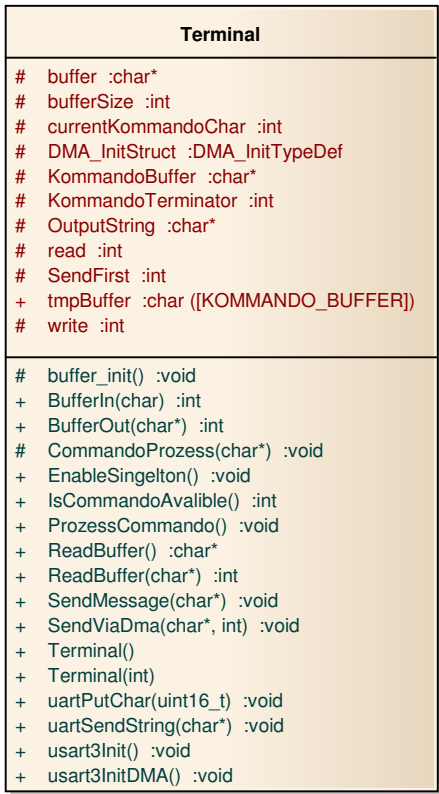 Terminal
# buffer :char*
# bufferSize :int
# currentKommandoChar :int
# DMA_InitStruct :DMA_InitTypeDef
# KommandoBuffer :char*
# KommandoTerminator :int
# OutputString :char*
# read :int
# SendFirst :int
+ tmpBuffer :char ([KOMMANDO_BUFFER])
# write :int
# buffer_init() :void
+ BufferIn(char) :int
+ BufferOut(char*) :int
# CommandoProzess(char*) :void
+ EnableSingelton() :void
+ IsCommandoAvalible() :int
+ ProzessCommando() :void
+ ReadBuffer() :char*
+ ReadBuffer(char*) :int
+ SendMessage(char*) :void
+ SendViaDma(char*, int) :void
+ Terminal()
+ Terminal(int)
+ uartPutChar(uint16_t) :void
+ uartSendString(char*) :void
+ usart3Init() :void
+ usart3InitDMA() :void